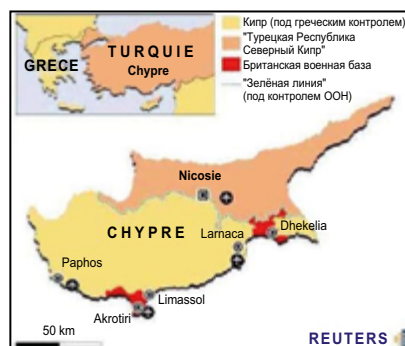 TURQUIE
GRECE
Chypre
Кипр (под греческим контролем)
"Турецкая Республика
Северный Кипр"
Британская военная база
"Зелёная линия"
(под контролем ООН)
Nicosie
CHYPRE
Larnaca
Dhekelia
Paphos
Limassol
Akrotiri
50 km
REUTERS